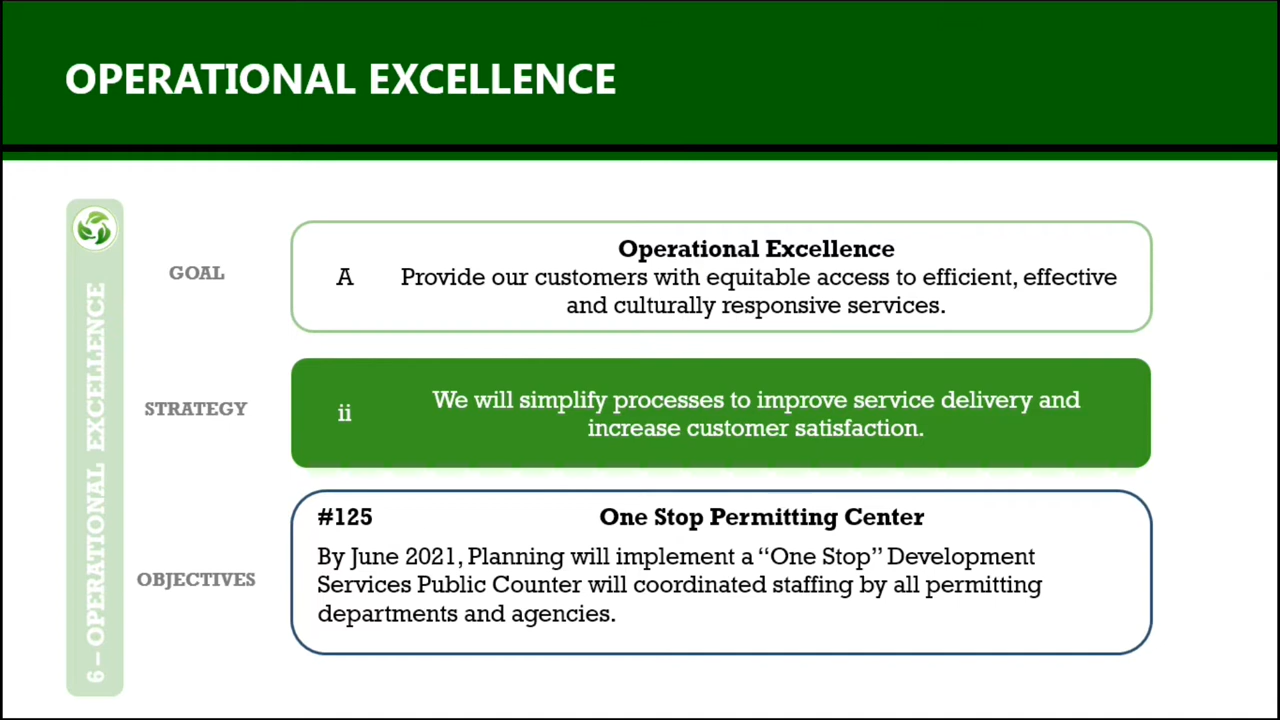 OPERATIONAL EXCELLENCE
6 – OPERATIONAL EXCELLENCE
GOAL
A
Operational Excellence
Provide our customers with equitable access to efficient, effective
and culturally responsive services.
STRATEGY
ii
We will simplify processes to improve service delivery and
increase customer satisfaction.
OBJECTIVES
#125 One Stop Permitting Center
By June 2021, Planning will implement a “One Stop” Development
Services Public Counter will coordinated staffing by all permitting
departments and agencies.